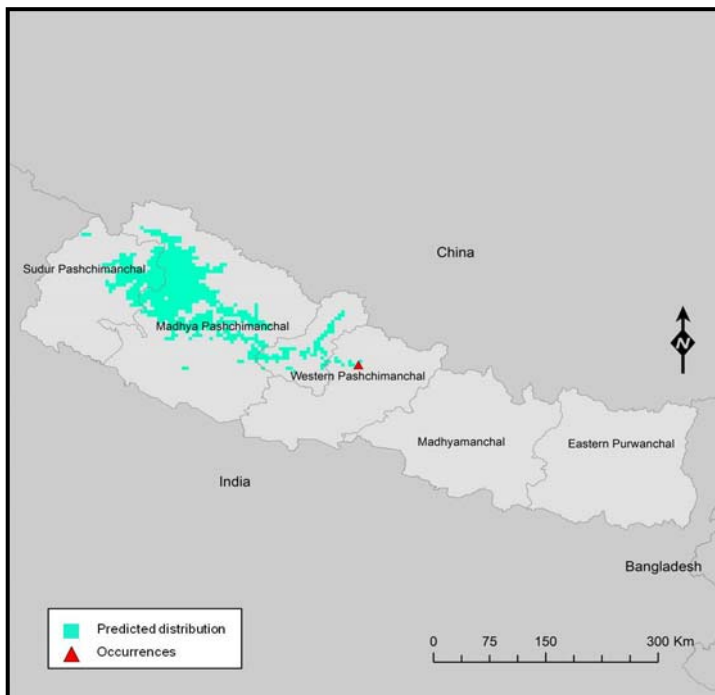 China
Sudur Pashchimanchal
Madhya Pashchimanchal
N
Western Pashchimanchal
Madhyamanchal
Eastern Purwanchal
India
Bangladesh
Predicted distribution
Occurrences
0 75 150 300 Km